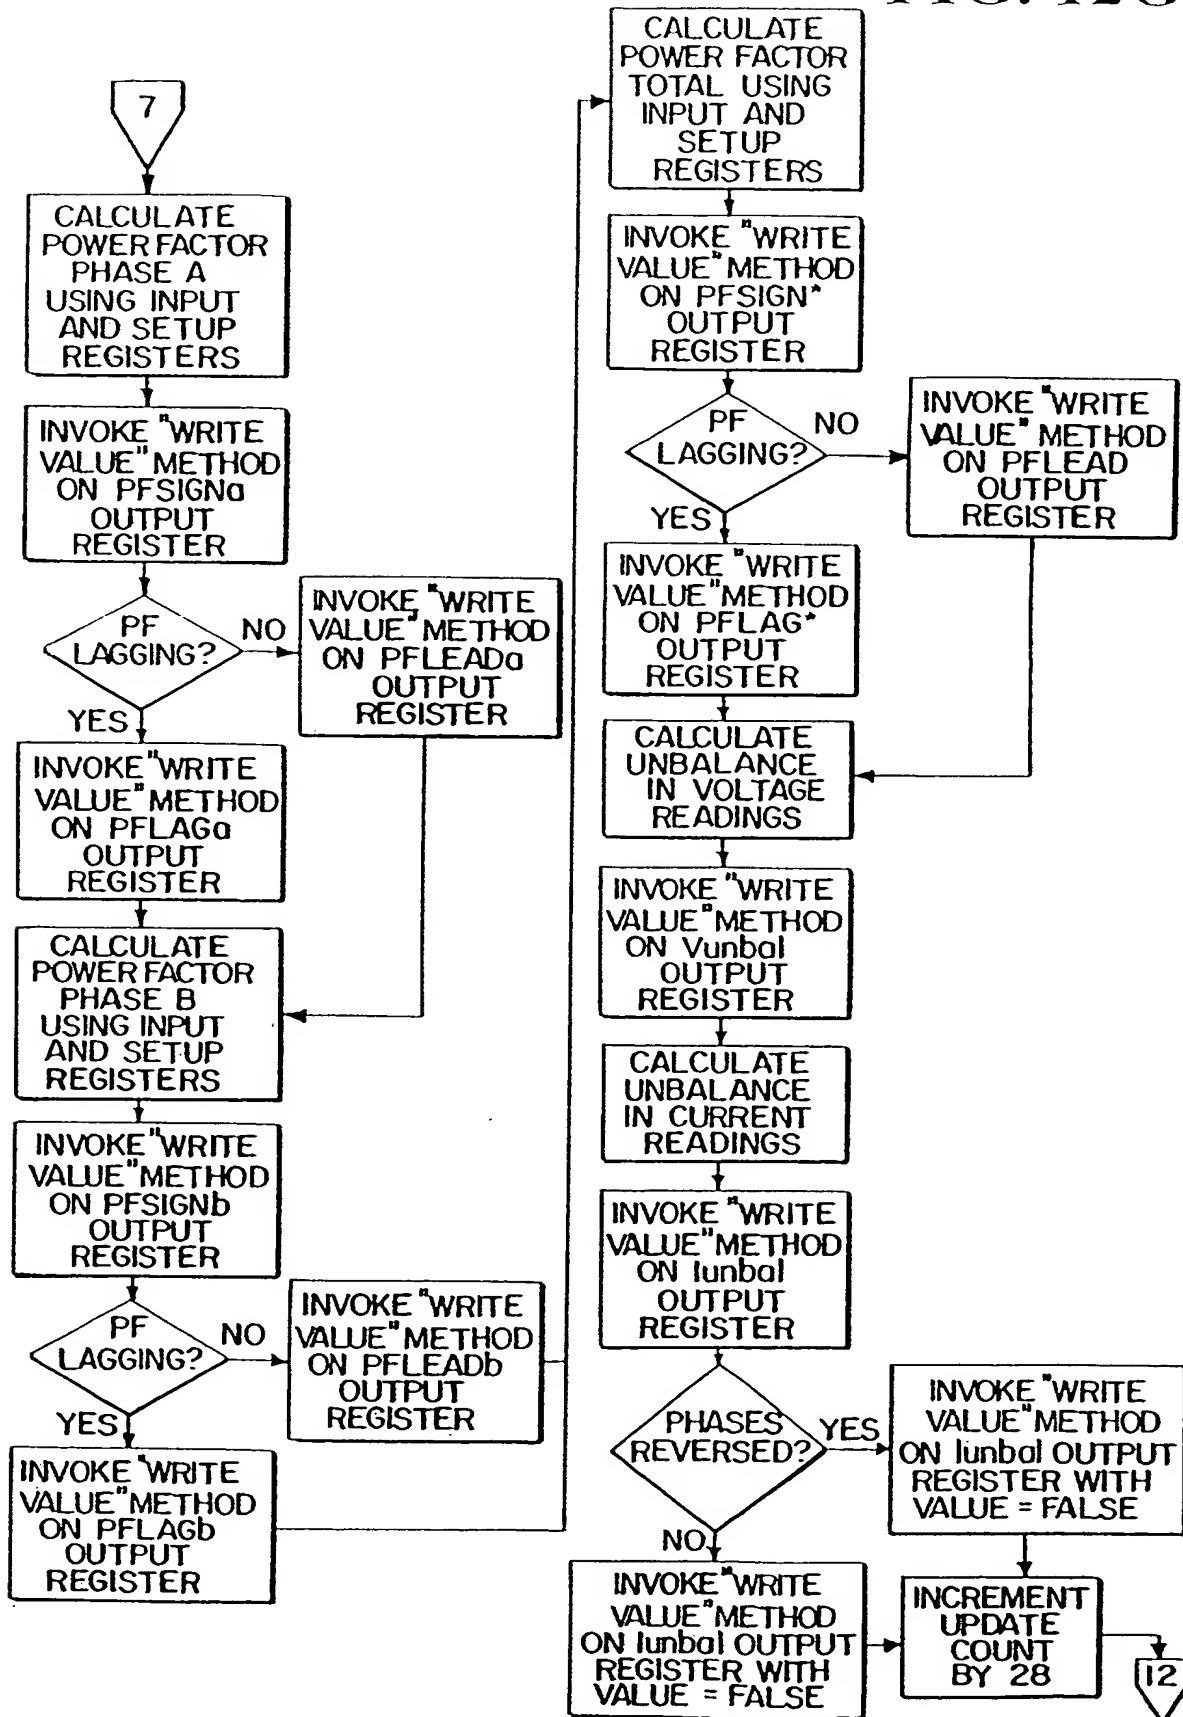 FIG. 12G
7
CALCULATE
POWER FACTOR
PHASE A
USING INPUT
AND SETUP
REGISTERS
INVOKE "WRITE
VALUE" METHOD
ON PFSIGNa
OUTPUT
REGISTER
PF
LAGGING?
NO
YES
INVOKE "WRITE
VALUE" METHOD
ON PFLEADa
OUTPUT
REGISTER
INVOKE "WRITE
VALUE" METHOD
ON PFLAGa
OUTPUT
REGISTER
CALCULATE
POWER FACTOR
PHASE B
USING INPUT
AND SETUP
REGISTERS
INVOKE "WRITE
VALUE" METHOD
ON PFSIGNb
OUTPUT
REGISTER
PF
LAGGING?
NO
YES
INVOKE "WRITE
VALUE" METHOD
ON PFLEADb
OUTPUT
REGISTER
INVOKE "WRITE
VALUE" METHOD
ON PFLAGb
OUTPUT
REGISTER
CALCULATE
POWER FACTOR
TOTAL USING
INPUT AND
SETUP
REGISTERS
INVOKE "WRITE
VALUE" METHOD
ON PFSIGN*
OUTPUT
REGISTER
PF
LAGGING?
NO
YES
INVOKE "WRITE
VALUE" METHOD
ON PFLEAD
OUTPUT
REGISTER
INVOKE "WRITE
VALUE" METHOD
ON PFLAG*
OUTPUT
REGISTER
CALCULATE
UNBALANCE
IN VOLTAGE
READINGS
INVOKE "WRITE
VALUE" METHOD
ON Vunbal
OUTPUT
REGISTER
CALCULATE
UNBALANCE
IN CURRENT
READINGS
INVOKE "WRITE
VALUE" METHOD
ON Iunbal
OUTPUT
REGISTER
PHASES
REVERSED?
YES
NO
INVOKE "WRITE
VALUE" METHOD
ON Iunbal OUTPUT
REGISTER WITH
VALUE = FALSE
INVOKE "WRITE
VALUE" METHOD
ON Iunbal OUTPUT
REGISTER WITH
VALUE = FALSE
INCREMENT
UPDATE
COUNT
BY 28
12